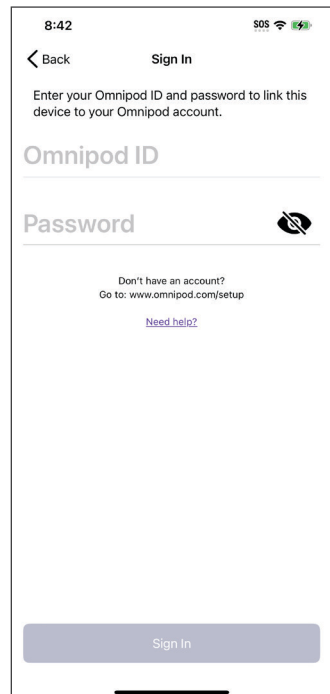 8:42
SOS
Back
Sign In
Enter your Omnipod ID and password to link this
device to your Omnipod account.
Omnipod ID
Password
Don't have an account?
Go to: www.omnipod.com/setup
Need help?
Sign In